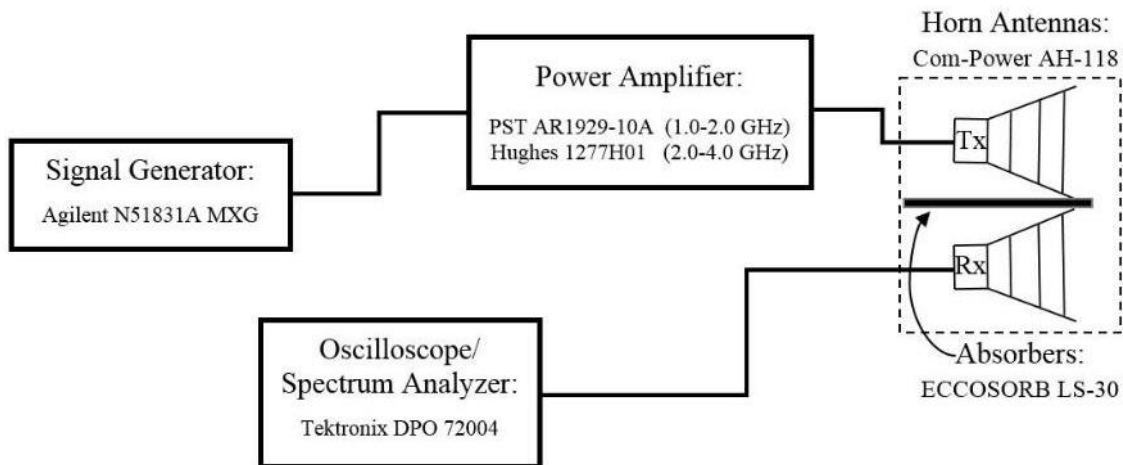 Horn Antennas:
Com-Power AH-118
Power Amplifier:
PST AR1929-10A (1.0-2.0 GHz)
Hughes 1277H01 (2.0-4.0 GHz)
Tx
Signal Generator:
Agilent N51831A MXG
Rx
Oscilloscope/
Spectrum Analyzer:
Tektronix DPO 72004
Absorbers:
ECCOSORB LS-30